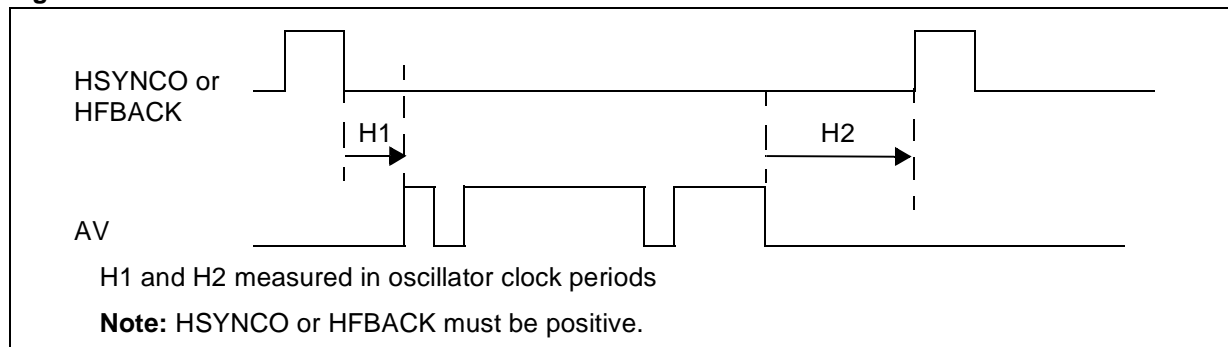 HSYNCO or
HFBACK
H1
H2
AV
H1 and H2 measured in oscillator clock periods
Note: HSYNCO or HFBACK must be positive.